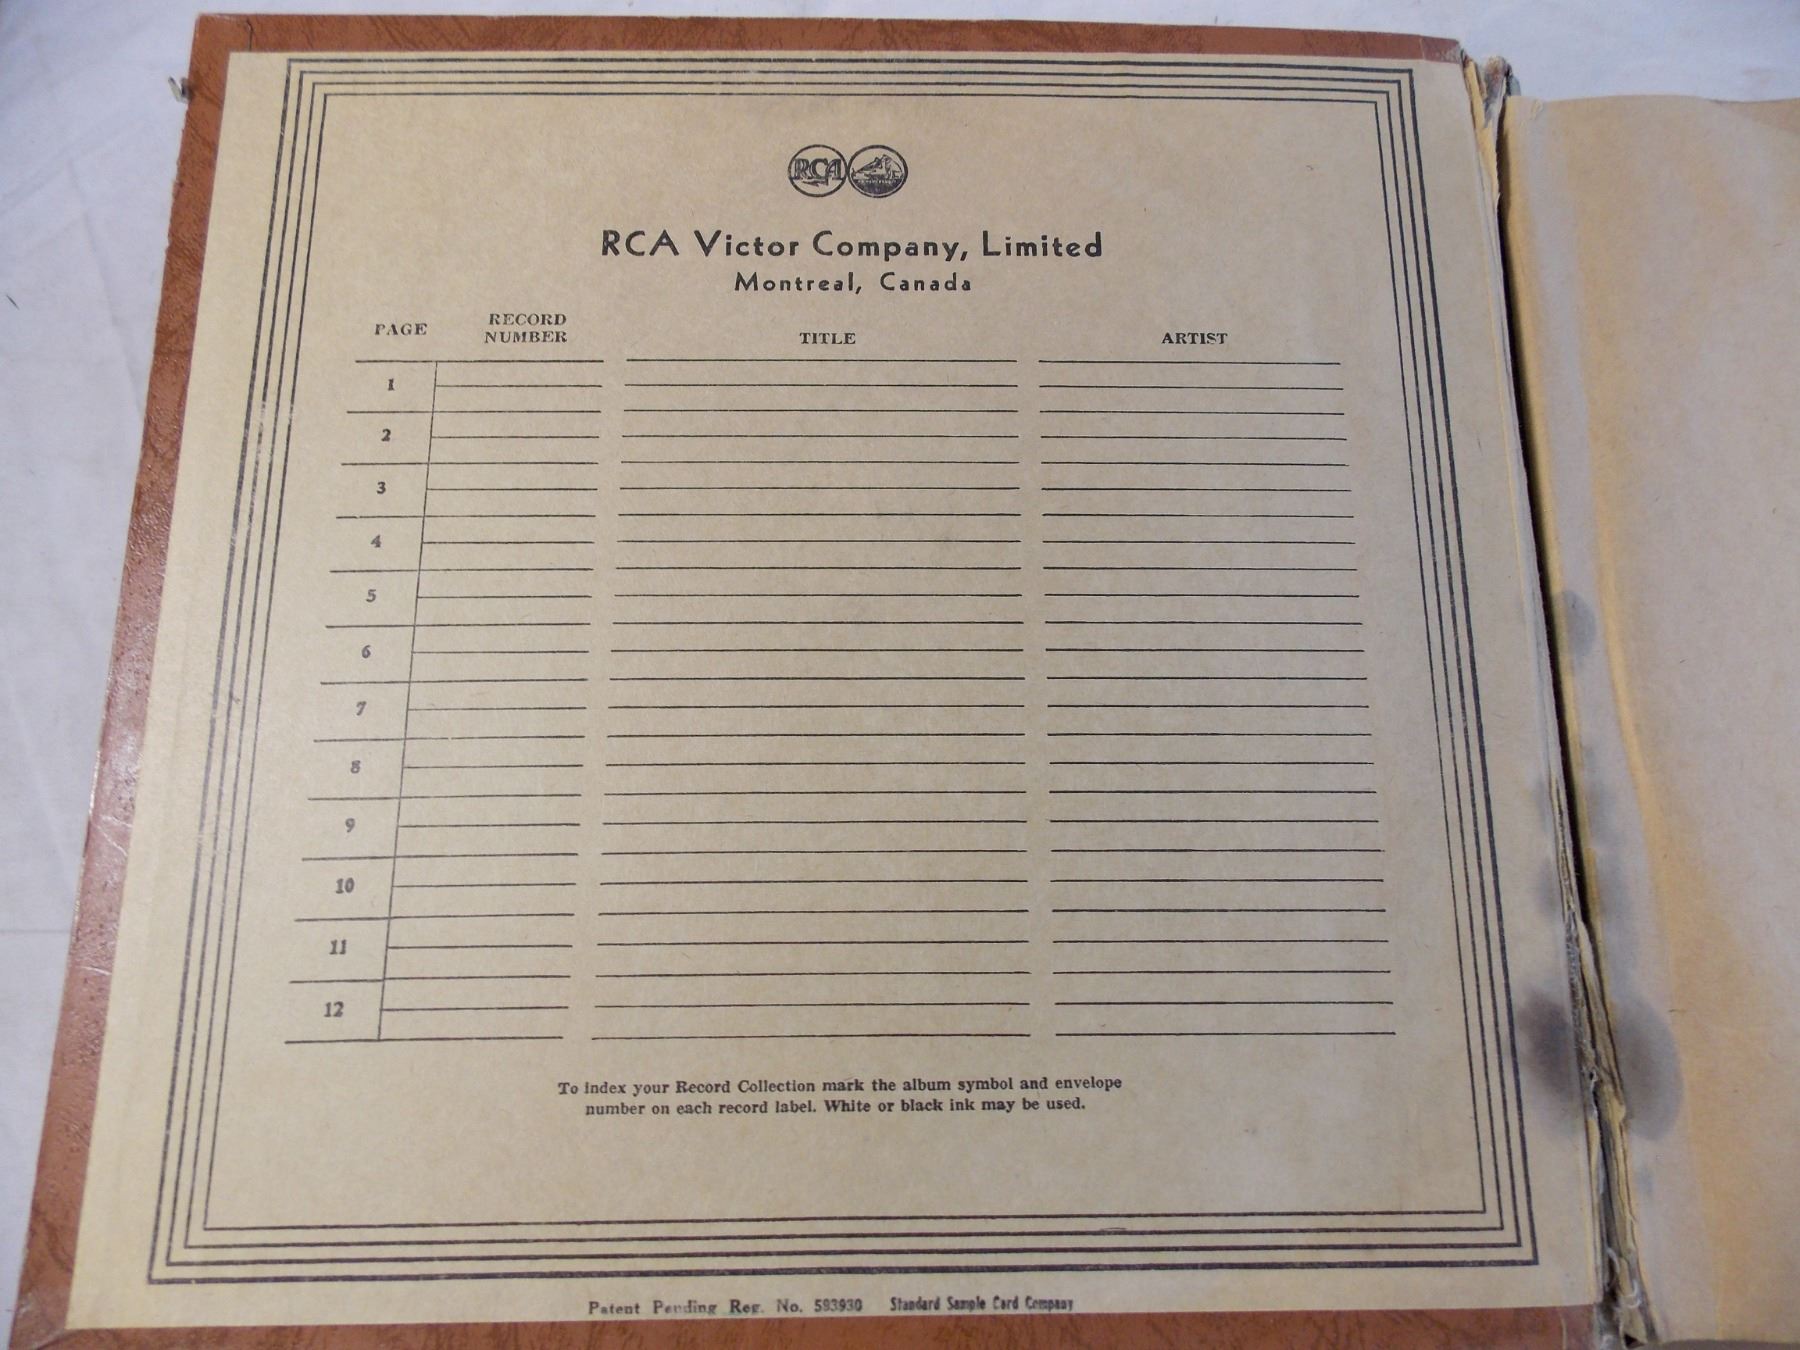 RCA
RCA Victor Company, Limited
Montreal, Canada
PAGE RECORD NUMBER TITLE ARTIST
1
2
3
4
5
6
7
8
9
10
11
12
To index your Record Collection mark the album symbol and envelope
number on each record label. White or black ink may be used.
Patent Pending Reg. No. 593930 Standard Sample Card Company